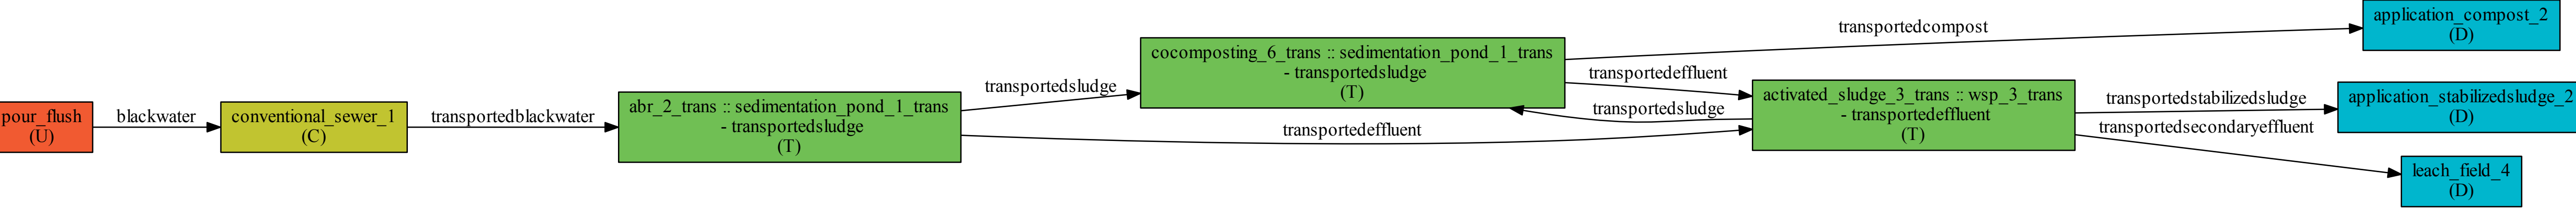 pour_flush
(U)
blackwater
conventional_sewer_1
(C)
transportedblackwater
abr_2_trans :: sedimentation_pond_1_trans
- transportedsludge
(T)
transportedsludge
transportedeffluent
cocomposting_6_trans :: sedimentation_pond_1_trans
- transportedsludge
(T)
transportedcompost
transportedeffluent
transportedsludge
activated_sludge_3_trans :: wsp_3_trans
- transportedeffluent
(T)
transportedstabilizedsludge
transportedsecondaryeffluent
application_compost_2
(D)
application_stabilizedsludge_2
(D)
leach_field_4
(D)